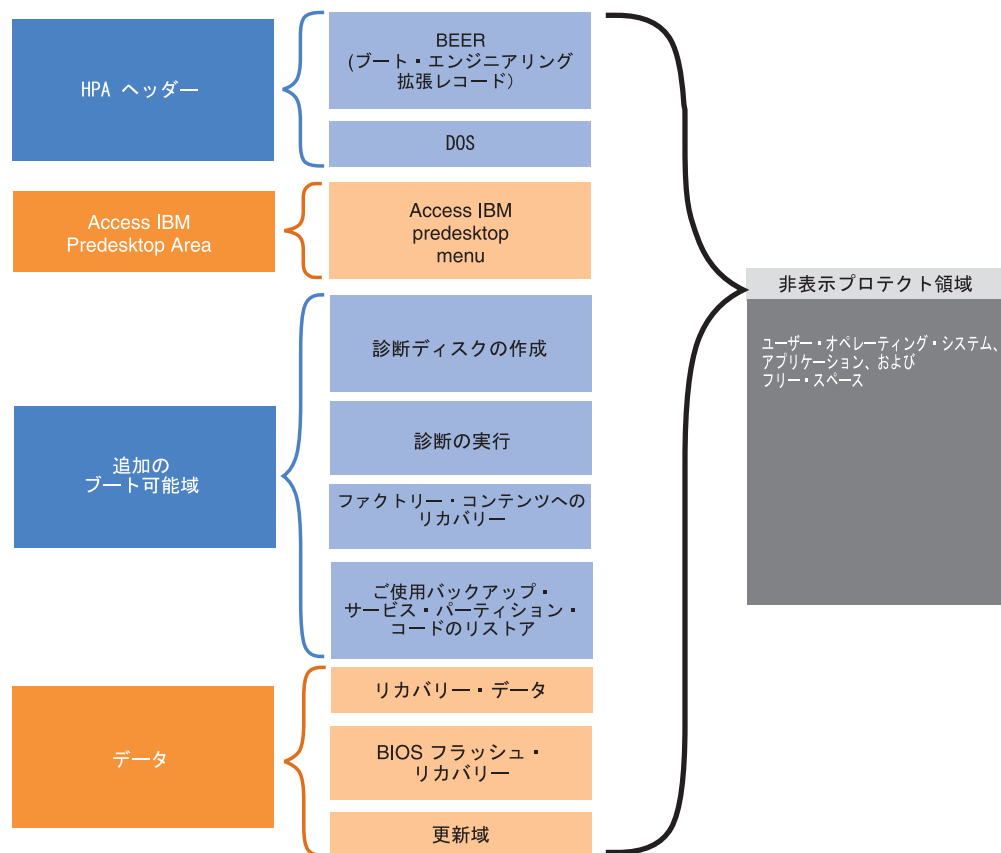 HPA ヘッダー
BEER
(ブート・エンジニアリング
拡張レコード)
DOS
Access IBM
Predesktop Area
Access IBM
predesktop
menu
追加の
ブート可能域
診断ディスクの作成
診断の実行
ファクトリー・コンテンツへの
リカバリー
ご使用バックアップ・
サービス・パーティション・
コードのリストア
データ
リカバリー・データ
BIOS フラッシュ・
リカバリー
更新域
非表示プロテクト領域
ユーザー・オペレーティング・システム、
アプリケーション、および
フリー・スペース